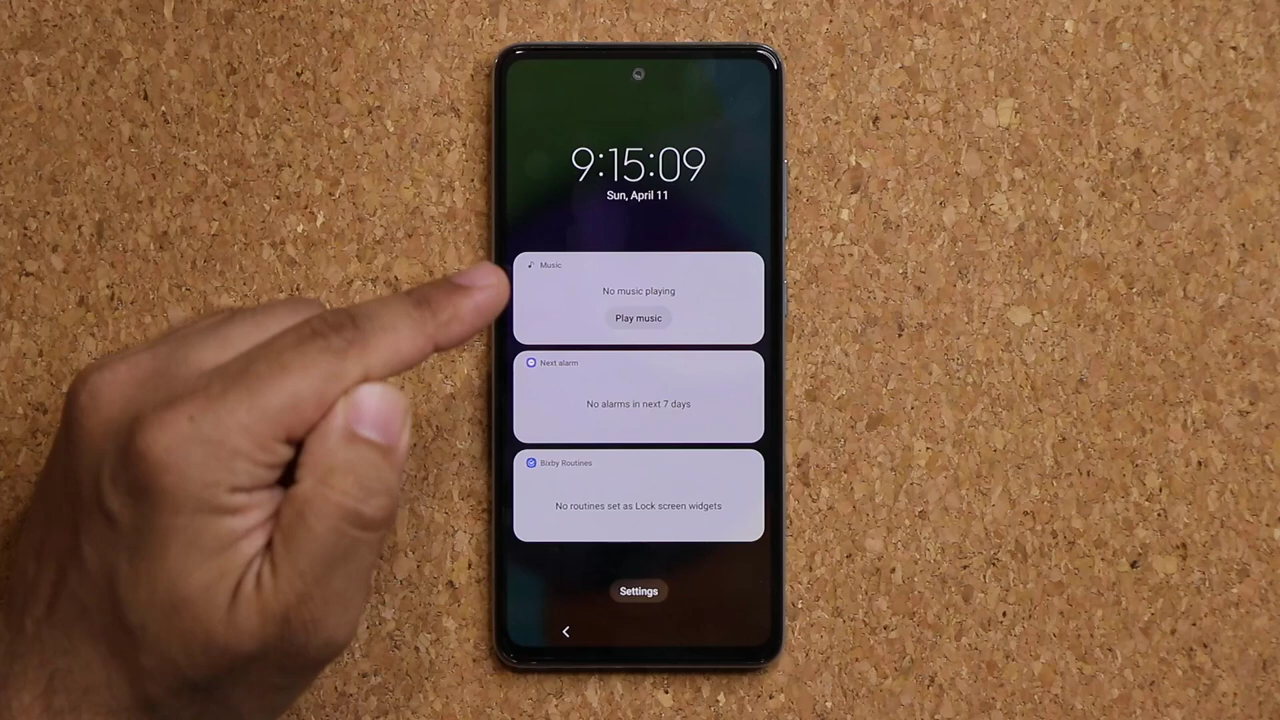 9:15:09
Sun, April 11
Music
No music playing
Play music
Next alarm
No alarms in next 7 days
Bixby Routines
No routines set as Lock screen widgets
Settings